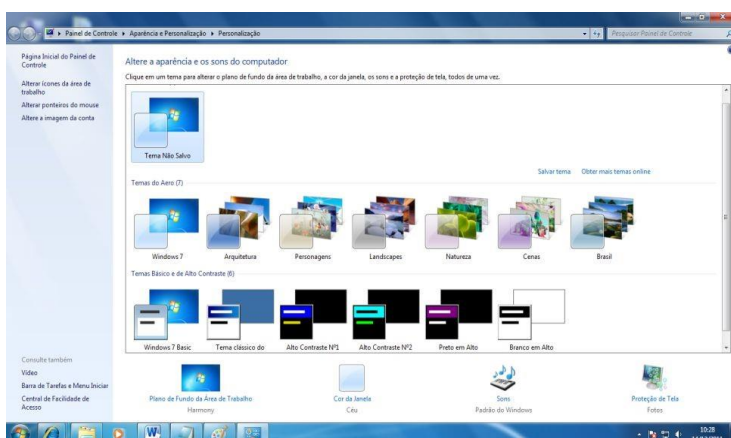 Painel de Controle ▸ Aparência e Personalização ▸ Personalização
Pesquisar Painel de Controle
Página Inicial do Painel de
Controle
Alterar ícones da área de
trabalho
Alterar ponteiros do mouse
Altere a imagem da conta
Altere a aparência e os sons do computador
Clique em um tema para alterar o plano de fundo da área de trabalho, a cor da janela, os sons e a proteção de tela, todos de uma vez.
Tema Não Salvo
Salvar tema Obter mais temas online
Temas do Aero (7)
Windows 7 Arquitetura Personagens Landscapes Natureza Cenas Brasil
Temas Básico e de Alto Contraste (6)
Windows 7 Basic Tema clássico do Alto Contraste Nº1 Alto Contraste Nº2 Preto em Alto Branco em Alto
Consulte também
Vídeo
Barra de Tarefas e Menu Iniciar
Central de Facilidade de
Acesso
Plano de Fundo da Área de Trabalho
Harmony
Cor da Janela
Céu
Sons
Padrão do Windows
Proteção de Tela
Fotos
10:28